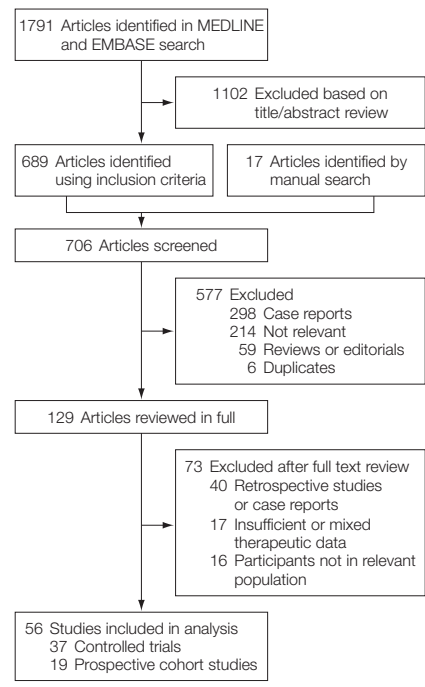 1791 Articles identified in MEDLINE
and EMBASE search
1102 Excluded based on
title/abstract review
689 Articles identified
using inclusion criteria
17 Articles identified by
manual search
706 Articles screened
577 Excluded
298 Case reports
214 Not relevant
59 Reviews or editorials
6 Duplicates
129 Articles reviewed in full
73 Excluded after full text review
40 Retrospective studies
or case reports
17 Insufficient or mixed
therapeutic data
16 Participants not in relevant
population
56 Studies included in analysis
37 Controlled trials
19 Prospective cohort studies